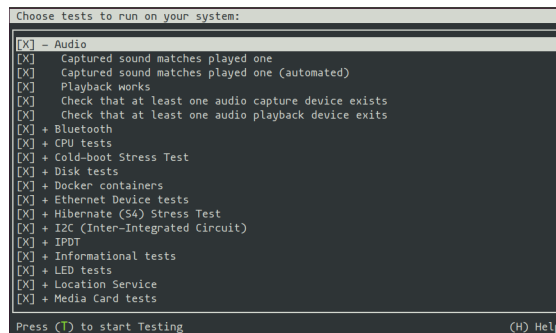 Choose tests to run on your system:
[X] - Audio
[X] Captured sound matches played one
[X] Captured sound matches played one (automated)
[X] Playback works
[X] Check that at least one audio capture device exists
[X] Check that at least one audio playback device exits
[X] + Bluetooth
[X] + CPU tests
[X] + Cold-boot Stress Test
[X] + Disk tests
[X] + Docker containers
[X] + Ethernet Device tests
[X] + Hibernate (S4) Stress Test
[X] + I2C (Inter-Integrated Circuit)
[X] + IPDT
[X] + Informational tests
[X] + LED tests
[X] + Location Service
[X] + Media Card tests
Press (T) to start Testing (H) Hel